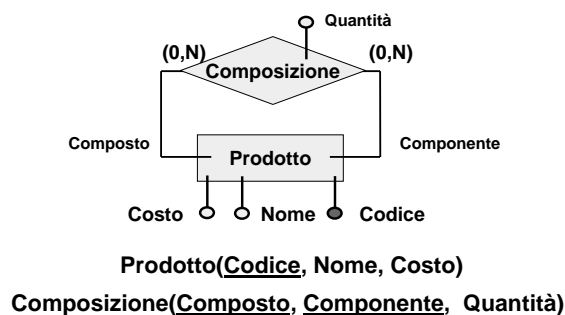 Quantità
(0,N) (0,N)
Composizione
Composto Componente
Prodotto
Costo Nome Codice
Prodotto(Codice, Nome, Costo)
Composizione(Composto, Componente, Quantità)